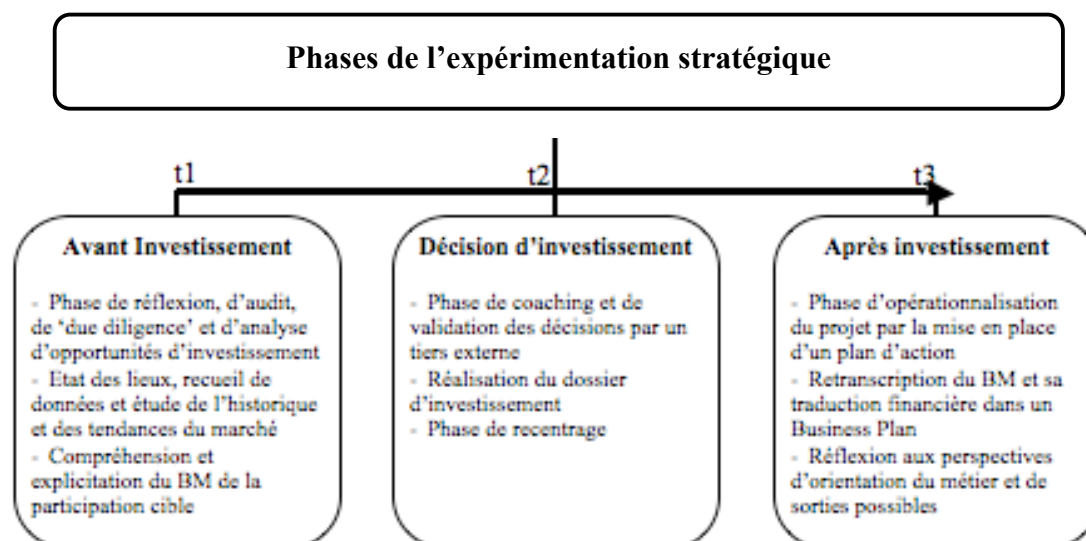 Phases de l’expérimentation stratégique
t1
t2
t3
Avant Investissement
- Phase de réflexion, d’audit,
de ‘due diligence’ et d’analyse
d’opportunités d’investissement
- Etat des lieux, recueil de
données et étude de l’historique
et des tendances du marché
- Compréhension et
explicitation du BM de la
participation cible
Décision d’investissement
- Phase de coaching et de
validation des décisions par un
tiers externe
- Réalisation du dossier
d’investissement
- Phase de recentrage
Après investissement
- Phase d’opérationnalisation
du projet par la mise en place
d’un plan d’action
- Retranscription du BM et sa
traduction financière dans un
Business Plan
- Réflexion aux perspectives
d’orientation du métier et de
sorties possibles